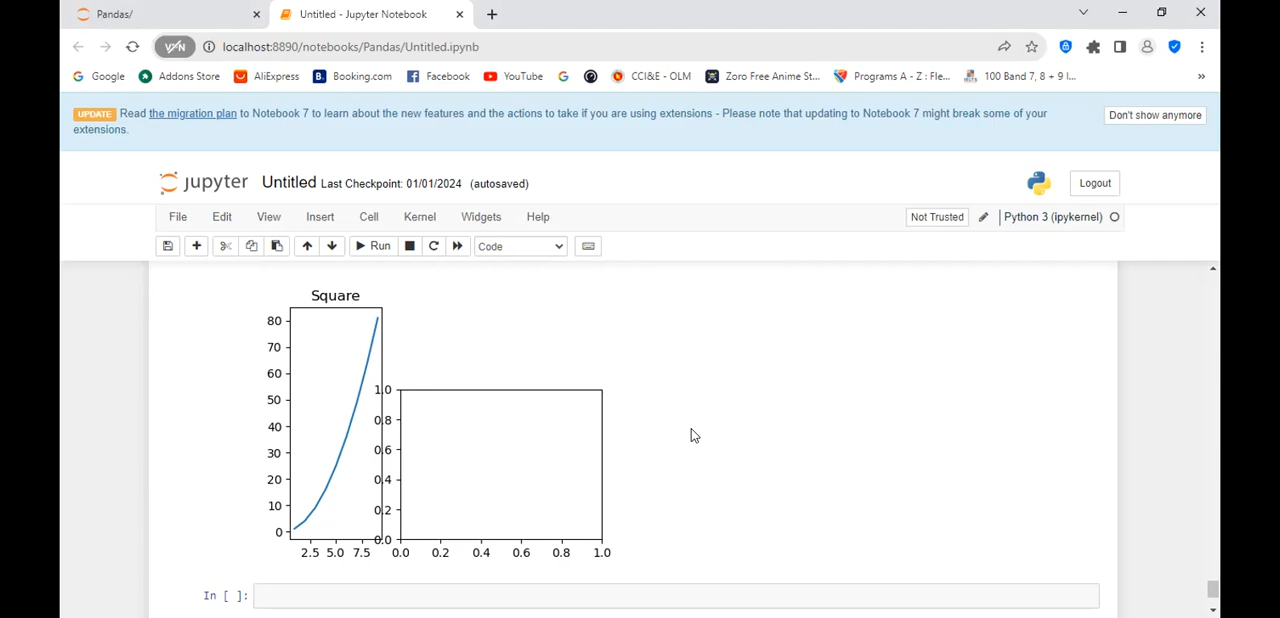 Pandas/
Untitled - Jupyter Notebook
VPN
localhost:8890/notebooks/Pandas/Untitled.ipynb
Google
Addons Store
AliExpress
B. Booking.com
Facebook
YouTube
CCI&E - OLM
Zoro Free Anime St...
Programs A - Z : Fle...
100 Band 7, 8 + 9 I...
»
UPDATE Read the migration plan to Notebook 7 to learn about the new features and the actions to take if you are using extensions - Please note that updating to Notebook 7 might break some of your
extensions.
Don't show anymore
jupyter Untitled Last Checkpoint: 01/01/2024 (autosaved)
Logout
File Edit View Insert Cell Kernel Widgets Help
Not Trusted
Python 3 (ipykernel)
Run
Code
Square
80
70
60
50
40
30
20
10
0
2.5 5.0 7.5
1.0
0.8
0.6
0.4
0.2
0.0
0.0 0.2 0.4 0.6 0.8 1.0
In [ ]: